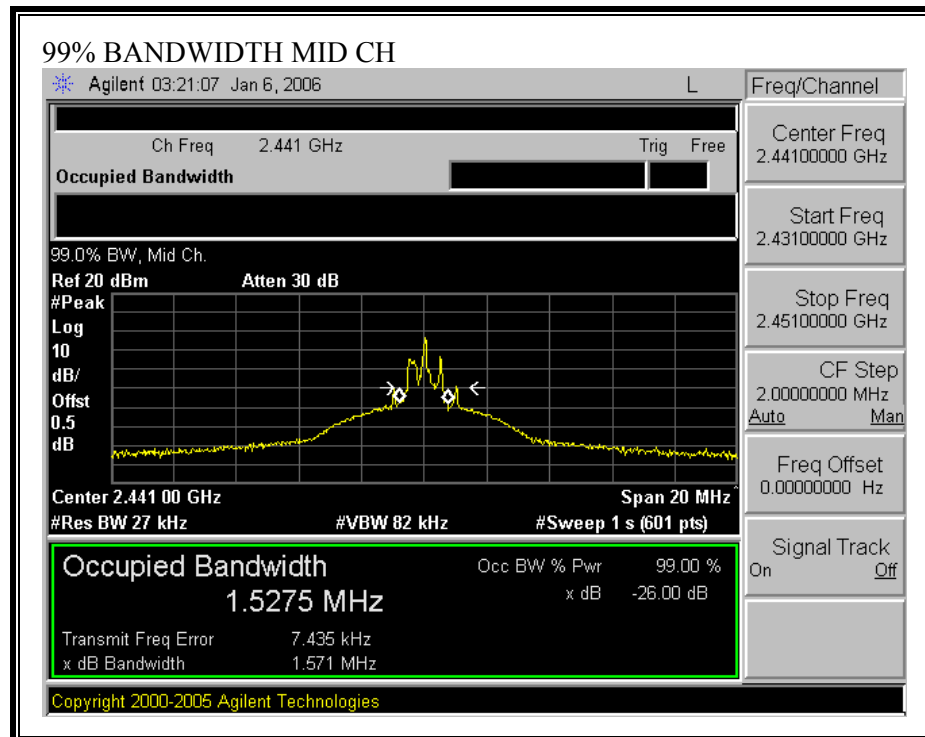 99% BANDWIDTH MID CH
Agilent 03:21:07 Jan 6, 2006 L
Freq/Channel
Ch Freq 2.441 GHz Trig Free
Occupied Bandwidth
Center Freq
2.44100000 GHz
Start Freq
2.43100000 GHz
Stop Freq
2.45100000 GHz
CF Step
2.00000000 MHz
Auto Man
Freq Offset
0.00000000 Hz
Signal Track
On Off
99.0% BW, Mid Ch.
Ref 20 dBm Atten 30 dB
#Peak
Log
10
dB/
Offst
0.5
dB
Center 2.441 00 GHz Span 20 MHz
#Res BW 27 kHz #VBW 82 kHz #Sweep 1 s (601 pts)
Occupied Bandwidth
1.5275 MHz
Occ BW % Pwr 99.00 %
x dB -26.00 dB
Transmit Freq Error 7.435 kHz
x dB Bandwidth 1.571 MHz
Copyright 2000-2005 Agilent Technologies